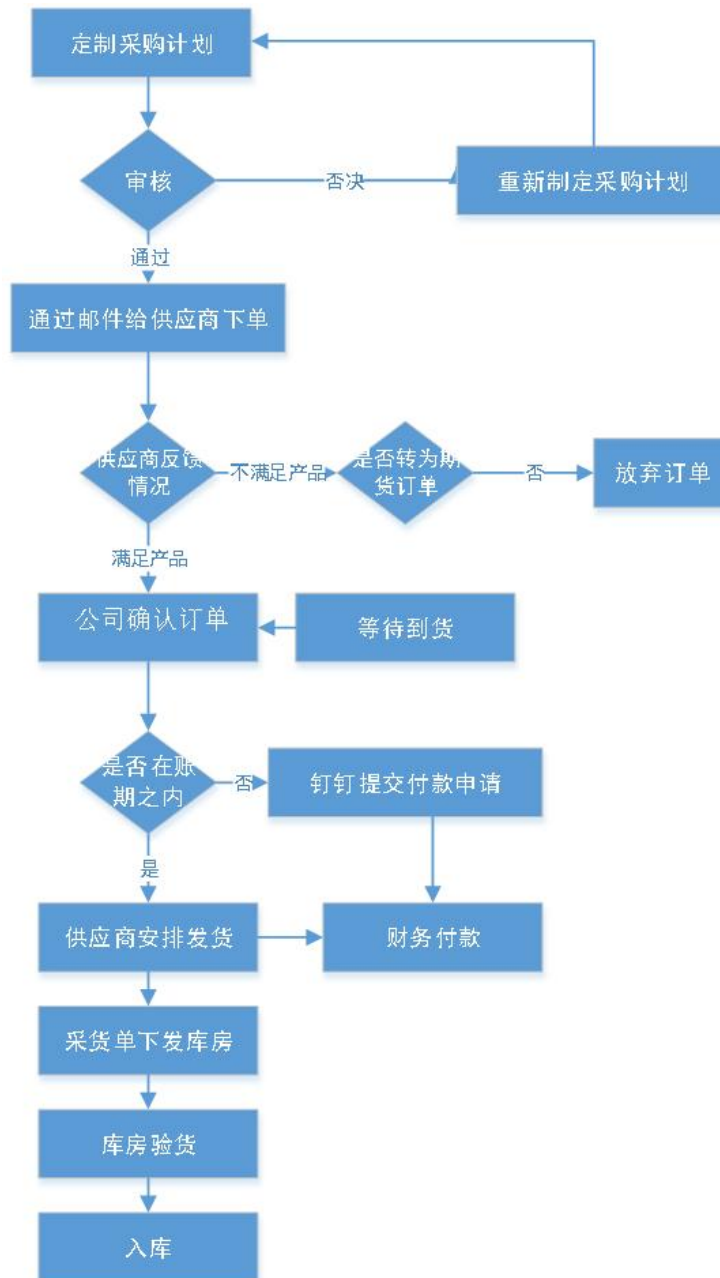 定制采购计划
审核
否决
重新制定采购计划
通过
通过邮件给供应商下单
供应商反馈
情况
不满足产品
是否转为期
货订单
否
放弃订单
满足产品
公司确认订单
等待到货
是否在账
期之内
否
钉钉提交付款申请
是
供应商安排发货
财务付款
采货单下发库房
库房验货
入库